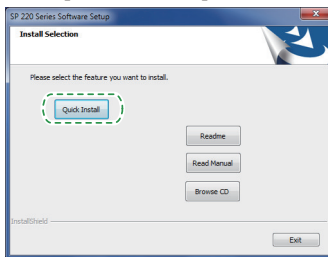 SP 220 Series Software Setup
Install Selection
Please select the feature you want to install.
Quick Install
Readme
Read Manual
Browse CD
InstallShield
Exit